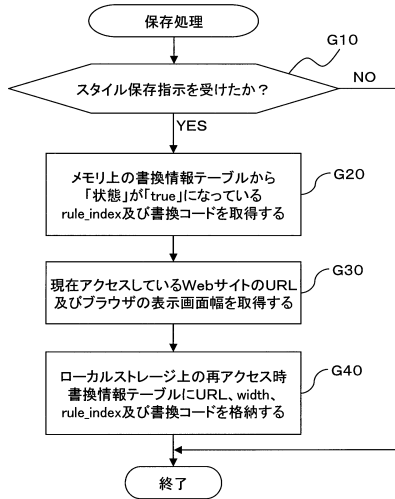 保存処理
G10
スタイル保存指示を受けたか？
NO
YES
メモリ上の書換情報テーブルから
「状態」が「true」になっている
rule_index及び書換コードを取得する
G20
現在アクセスしているWebサイトのURL
及びブラウザの表示画面幅を取得する
G30
ローカルストレージ上の再アクセス時
書換情報テーブルにURL、width、
rule_index及び書換コードを格納する
G40
終了